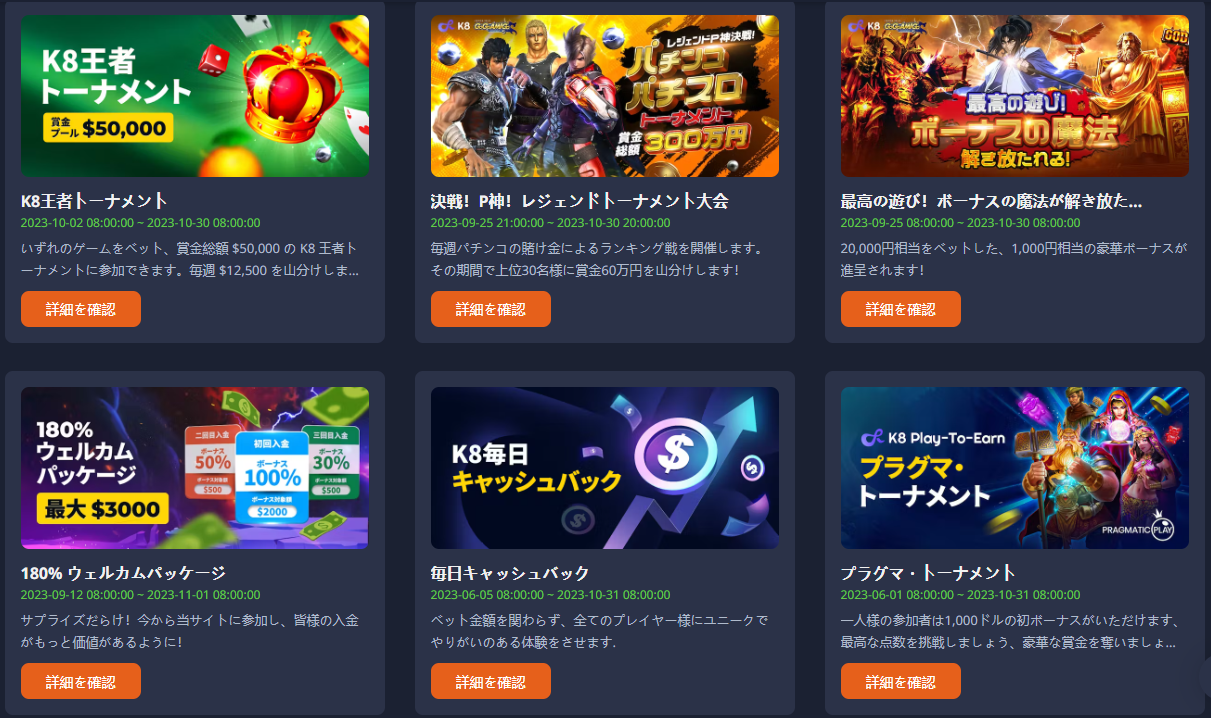 K8王者
トーナメント
賞金
プール $50,000
K8王者トーナメント
2023-10-02 08:00:00 ~ 2023-10-30 08:00:00
いずれのゲームをベット、賞金総額 $50,000 の K8 王者ト
ーナメントに参加できます。毎週 $12,500 を山分けしま...
詳細を確認
K8
レジェンドP神決戦!
パチンコ
パチスロ
トーナメント
賞金
総額 300万円
決戦！P神！レジェンドトーナメント大会
2023-09-25 21:00:00 ~ 2023-10-30 20:00:00
毎週パチンコの賭け金によるランキング戦を開催します。
その期間で上位30名様に賞金60万円を山分けします！
詳細を確認
K8
最高の遊び!
ボーナスの魔法
解き放たれる!
最高の遊び！ボーナスの魔法が解き放た...
2023-09-25 08:00:00 ~ 2023-10-30 08:00:00
20,000円相当をベットした、1,000円相当の豪華ボーナスが
進呈されます！
詳細を確認
180%
ウェルカム
パッケージ
最大 $3000
二回目入金
ボーナス
50%
ボーナス対象額
$500
初回入金
ボーナス
100%
ボーナス対象額
$2000
三回目入金
ボーナス
30%
ボーナス対象額
$500
180% ウェルカムパッケージ
2023-09-12 08:00:00 ~ 2023-11-01 08:00:00
サプライズだらけ！今から当サイトに参加し、皆様の入金
がもっと価値があるように！
詳細を確認
K8毎日
キャッシュバック
毎日キャッシュバック
2023-06-05 08:00:00 ~ 2023-10-31 08:00:00
ベット金額を関わらず、全てのプレイヤー様にユニークで
やりがいのある体験をさせます.
詳細を確認
K8 Play-To-Earn
プラグマ・
トーナメント
PRAGMATIC PLAY
プラグマ・トーナメント
2023-06-01 08:00:00 ~ 2023-10-31 08:00:00
一人様の参加者は1,000ドルの初ボーナスがいただけます、
最高な点数を挑戦しましょう、豪華な賞金を奪いましょ...
詳細を確認